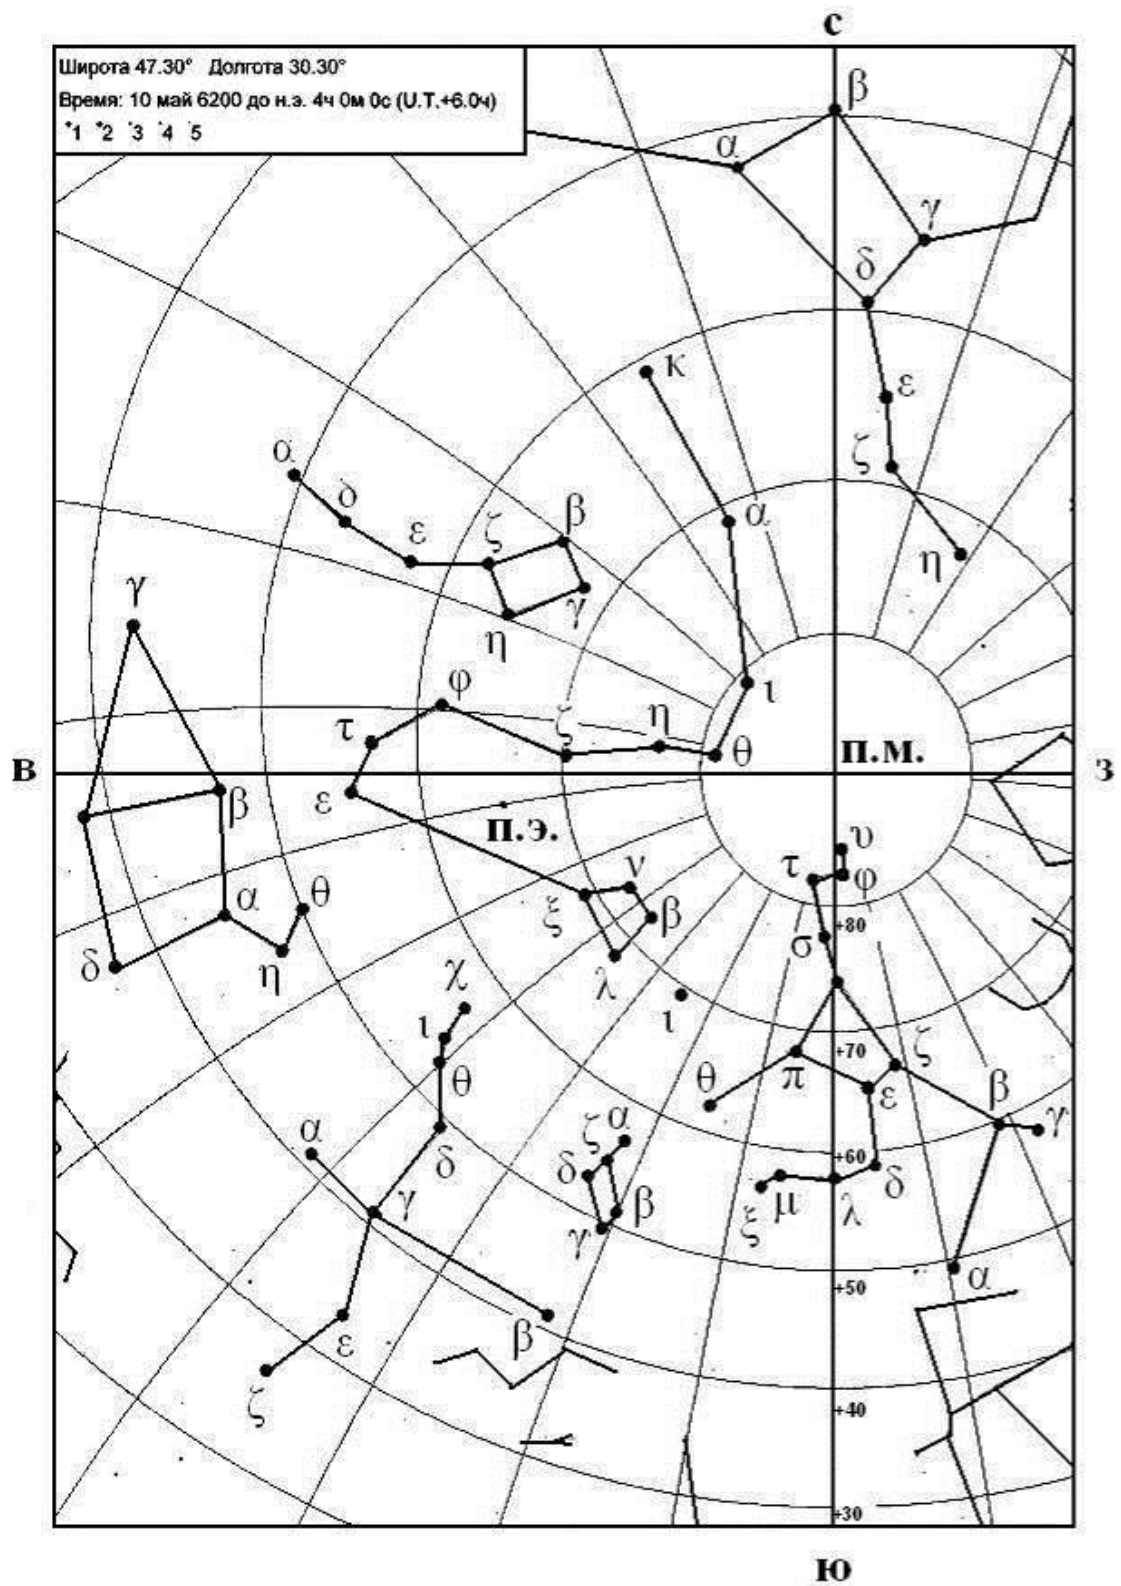 С
Широта 47.30° Долгота 30.30°
Время: 10 май 6200 до н.э. 4ч 0м 0с (U.T.+6.0ч)
*1 *2 ˙3 ˙4 ˙5
β
α
γ
δ
κ
ε
α
ζ
δ
ε
ζ
β
α
η
γ
γ
η
φ
ι
τ
ζ
η
θ
П.М.
В
З
ε
β
П.Э.
υ
τ
φ
ν
ξ
β
α
θ
+80
σ
δ
η
λ
χ
ι
ι
θ
+70
ζ
π
θ
ε
β
γ
α
ζ
α
δ
δ
+60
ξ
μ
λ
δ
γ
γ
β
α
+50
ε
β
ζ
+40
+30
Ю